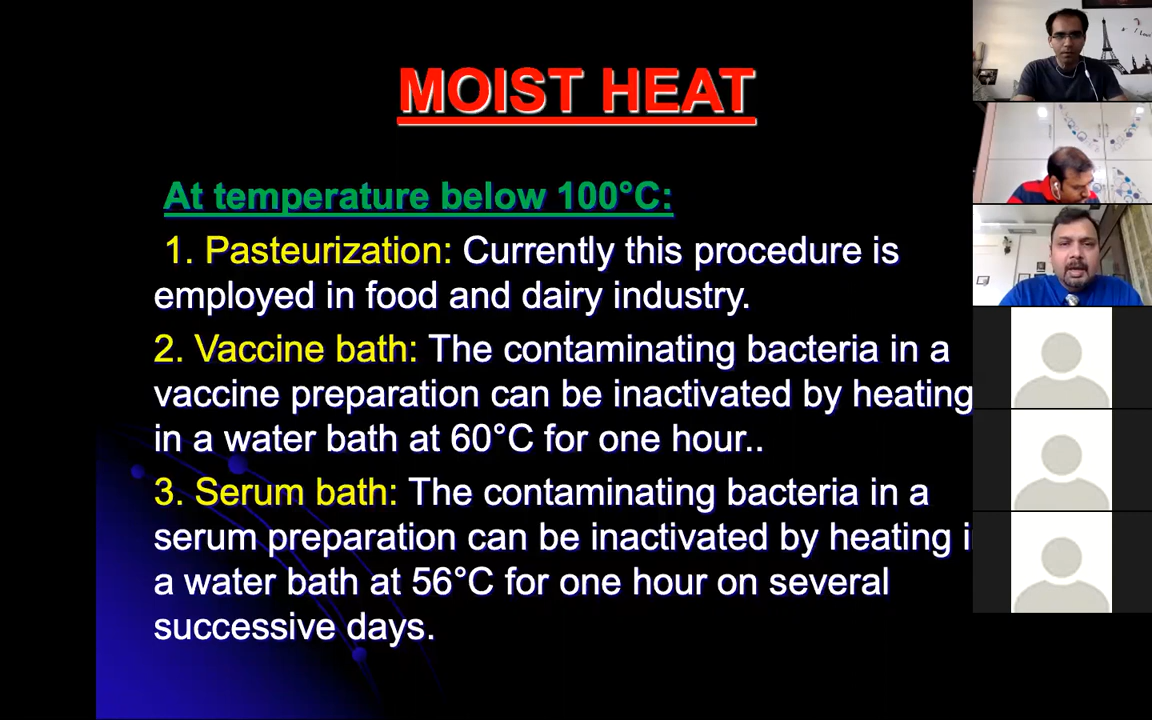 MOIST HEAT
At temperature below 100°C:
1. Pasteurization: Currently this procedure is
employed in food and dairy industry.
2. Vaccine bath: The contaminating bacteria in a
vaccine preparation can be inactivated by heating
in a water bath at 60°C for one hour..
3. Serum bath: The contaminating bacteria in a
serum preparation can be inactivated by heating
a water bath at 56°C for one hour on several
successive days.